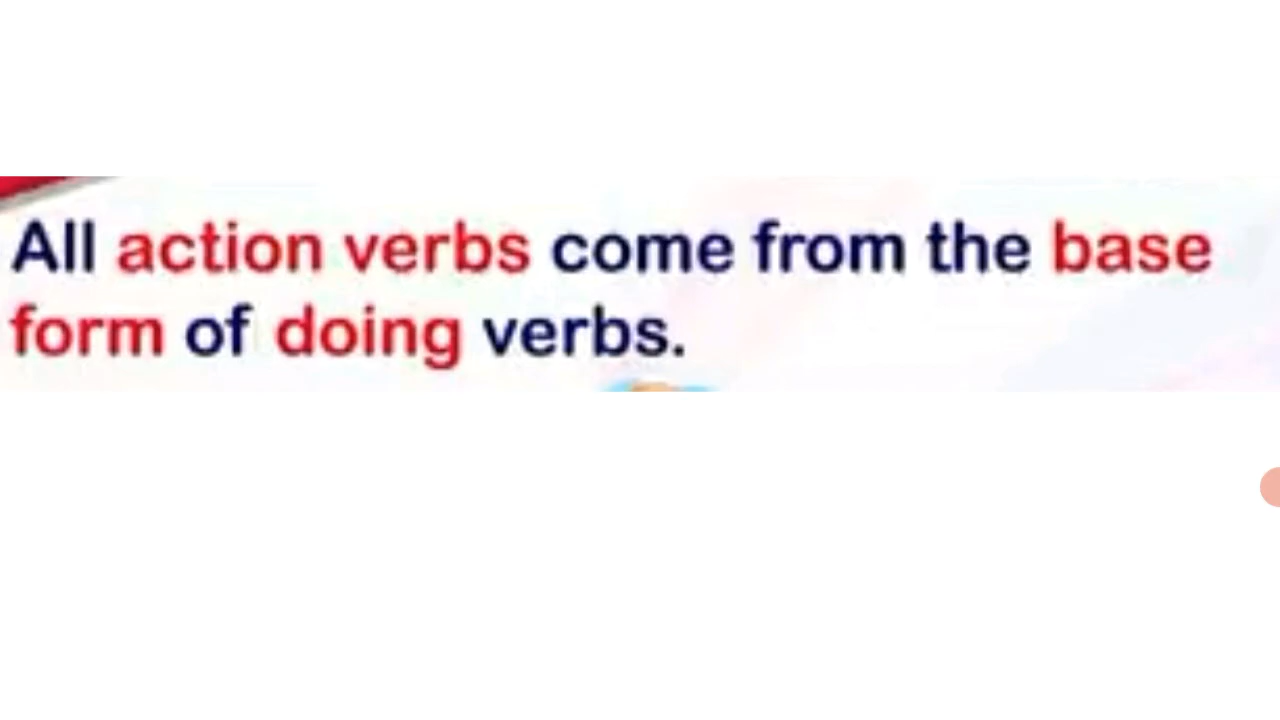 All action verbs come from the base
form of doing verbs.